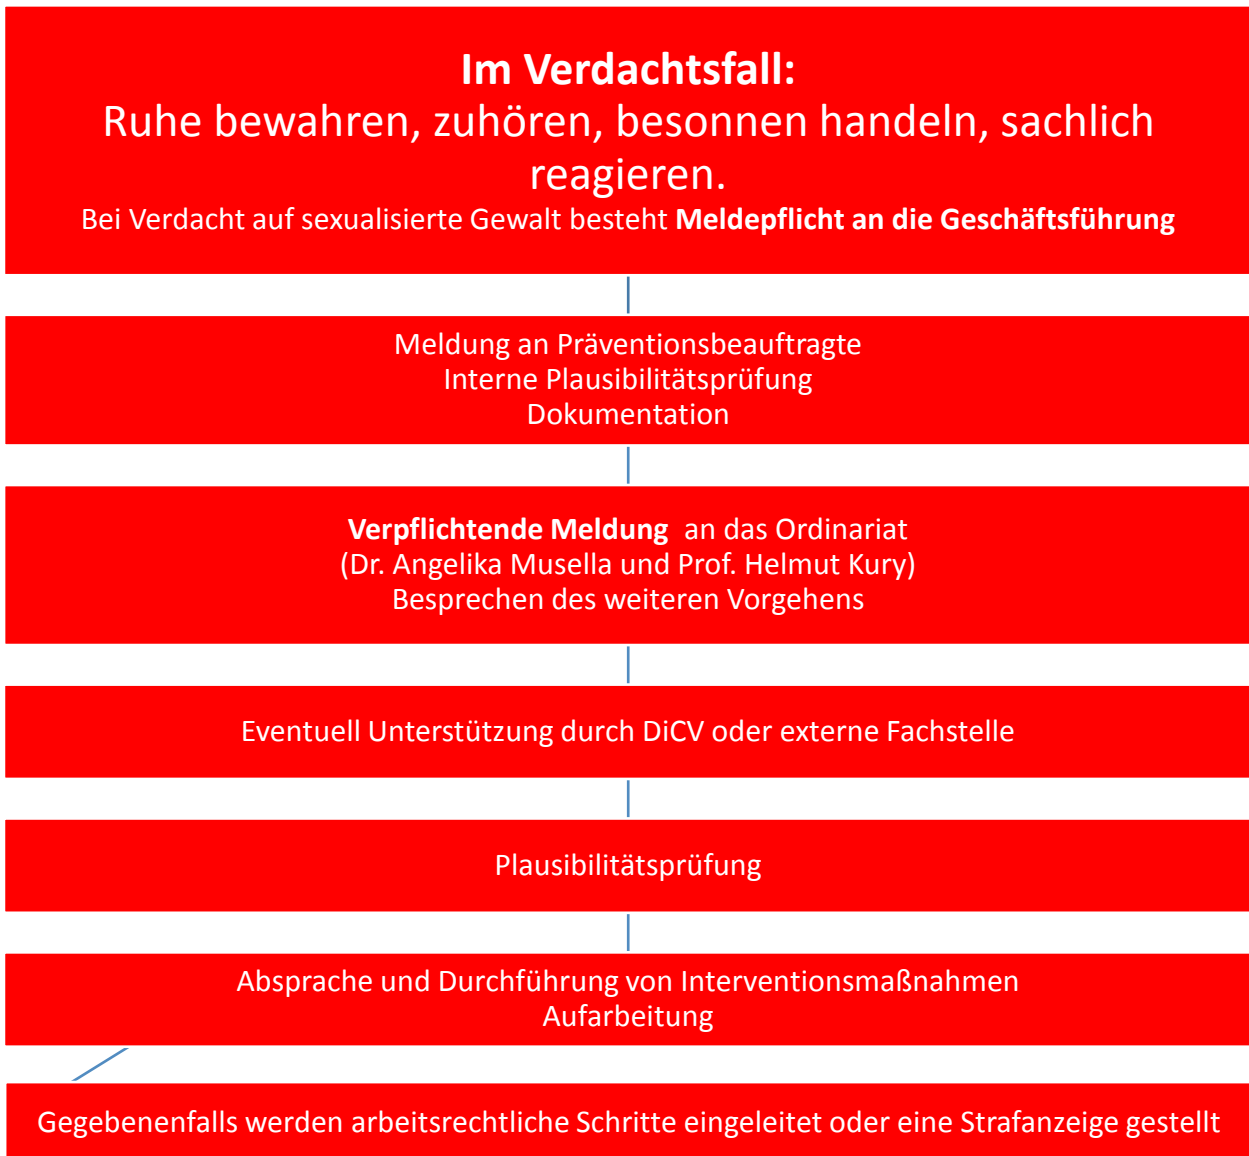 Im Verdachtsfall:
Ruhe bewahren, zuhören, besonnen handeln, sachlich
reagieren.
Bei Verdacht auf sexualisierte Gewalt besteht Meldepflicht an die Geschäftsführung
Meldung an Präventionsbeauftragte
Interne Plausibilitätsprüfung
Dokumentation
Verpflichtende Meldung an das Ordinariat
(Dr. Angelika Musella und Prof. Helmut Kury)
Besprechen des weiteren Vorgehens
Eventuell Unterstützung durch DiCV oder externe Fachstelle
Plausibilitätsprüfung
Absprache und Durchführung von Interventionsmaßnahmen
Aufarbeitung
Gegebenenfalls werden arbeitsrechtliche Schritte eingeleitet oder eine Strafanzeige gestellt